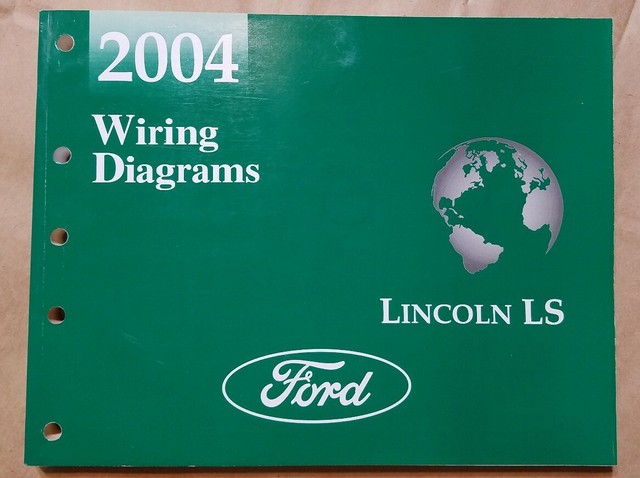 2004
Wiring
Diagrams
LINCOLN LS
Ford